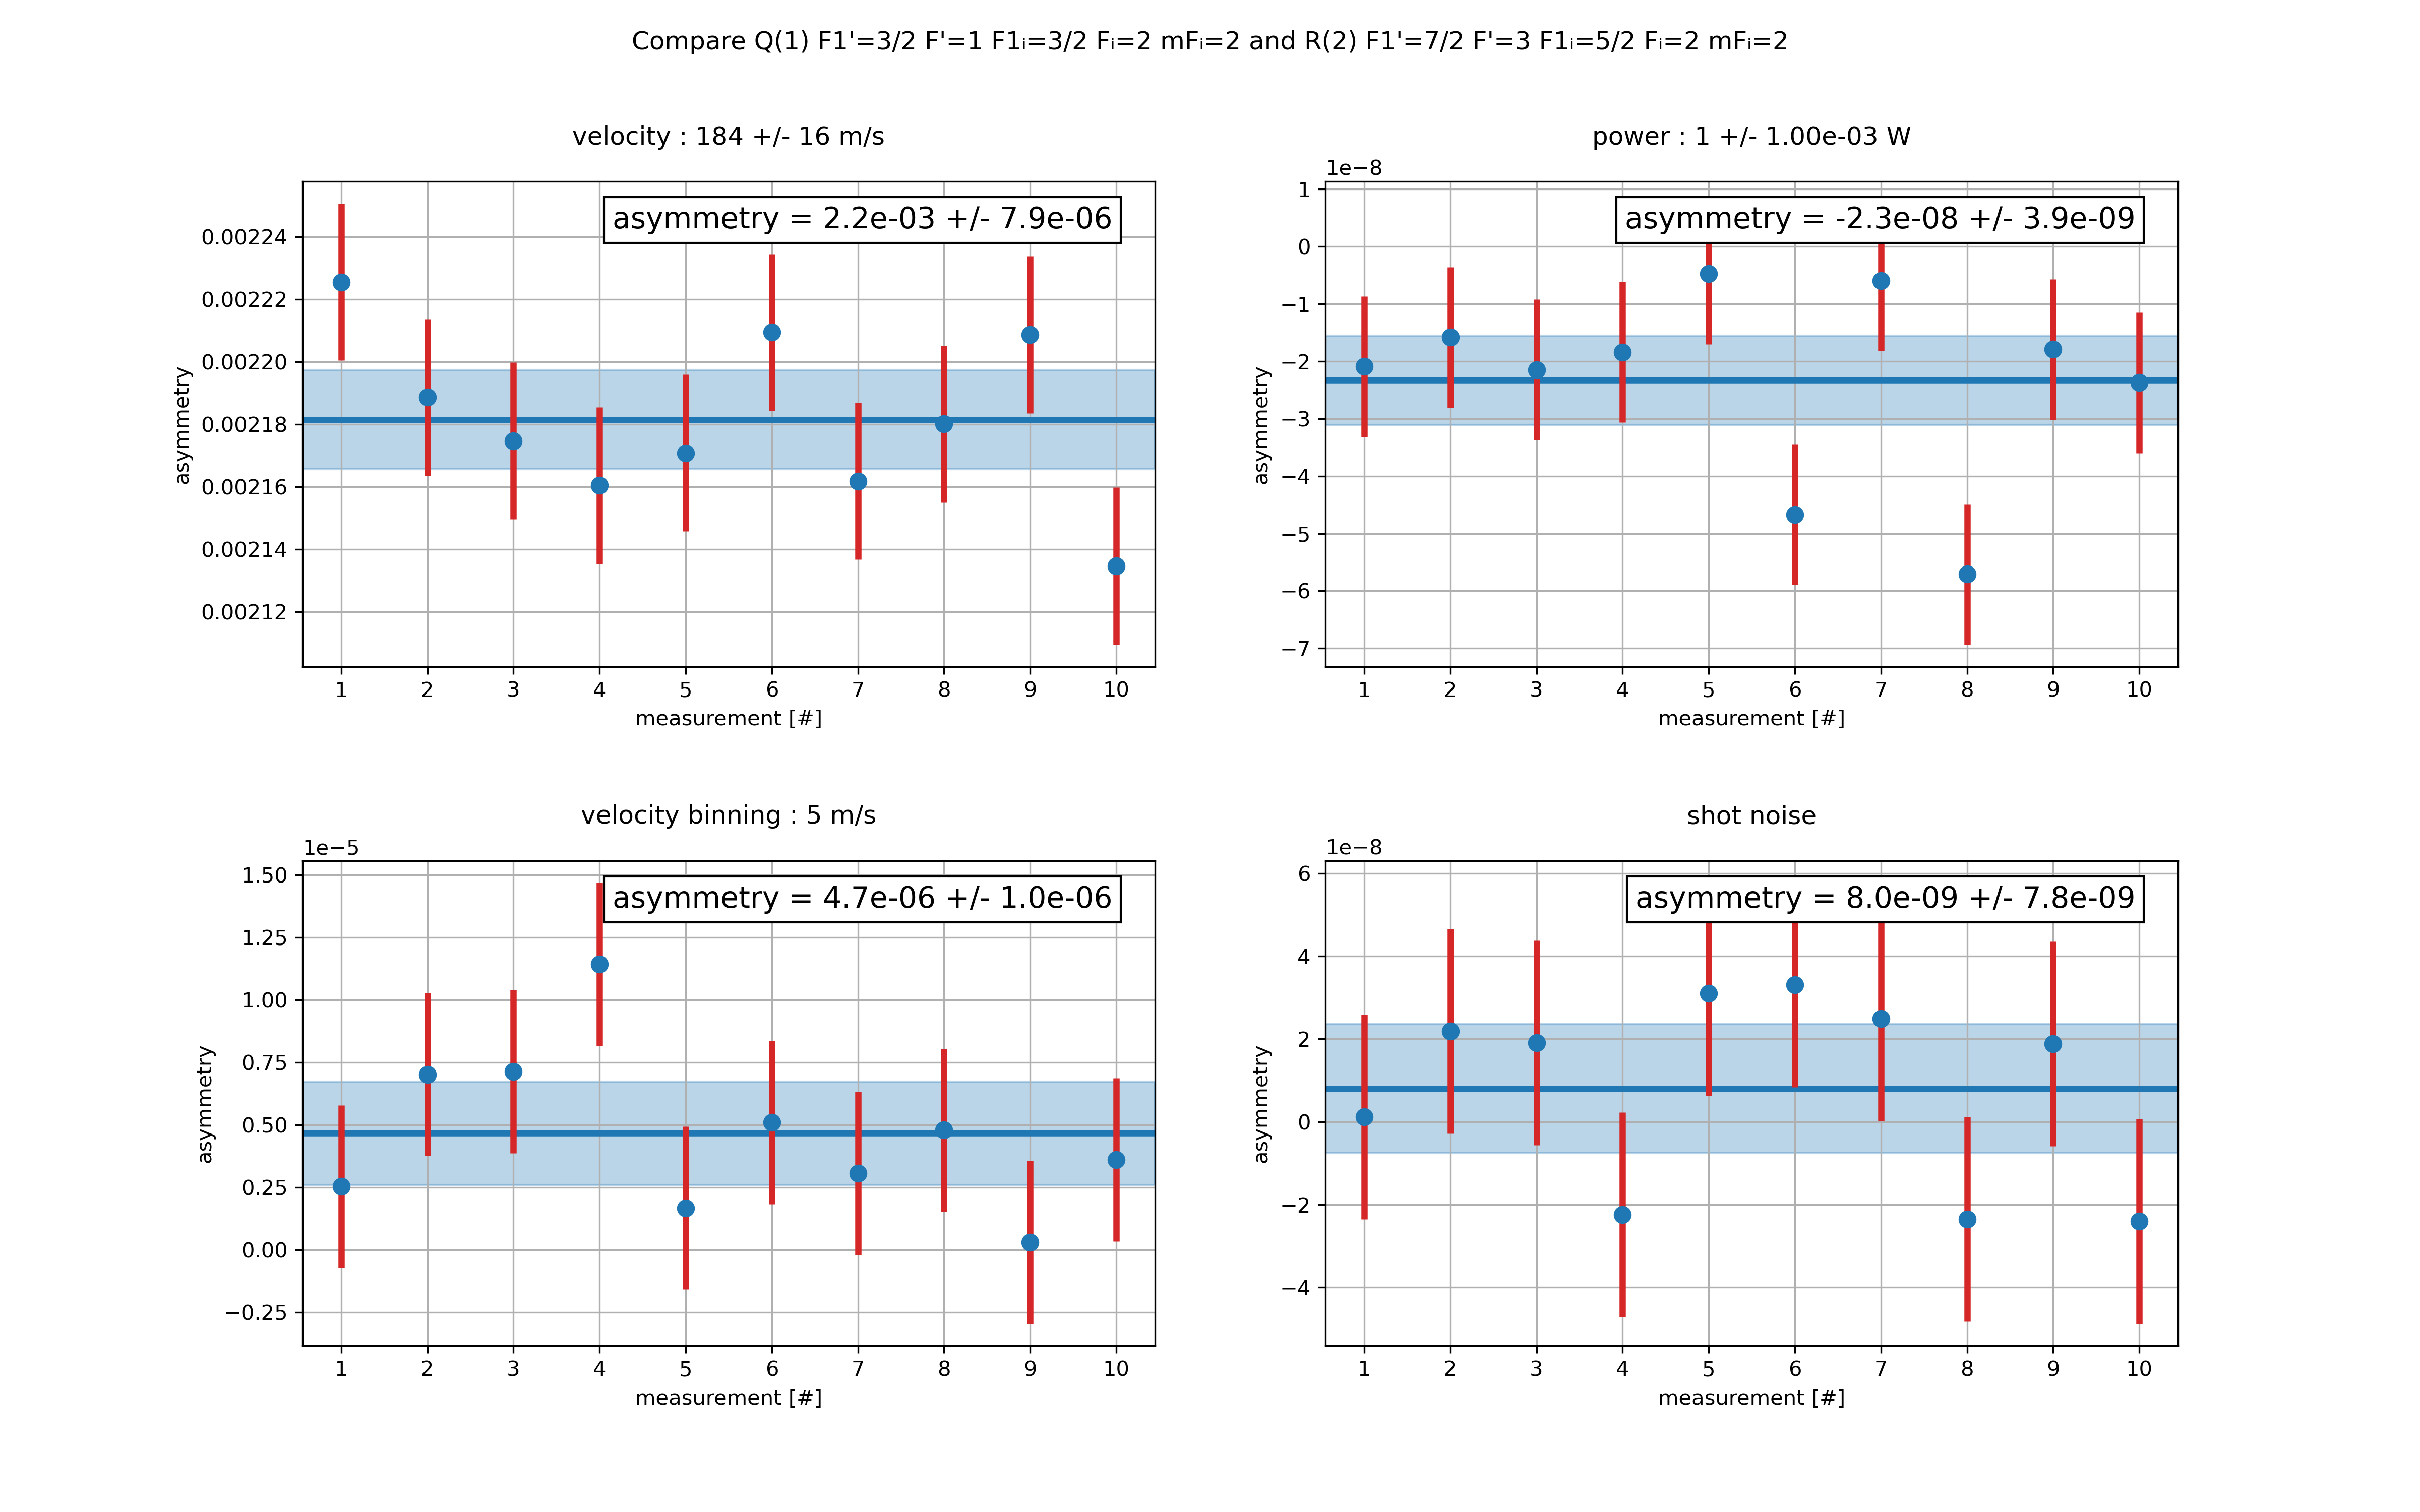 Compare Q(1) F1'=3/2 F'=1 F1ᵢ=3/2 Fᵢ=2 mFᵢ=2 and R(2) F1'=7/2 F'=3 F1ᵢ=5/2 Fᵢ=2 mFᵢ=2
velocity : 184 +/- 16 m/s
asymmetry = 2.2e-03 +/- 7.9e-06
0.00224
0.00222
0.00220
0.00218
0.00216
0.00214
0.00212
asymmetry
1 2 3 4 5 6 7 8 9 10
measurement [#]
power : 1 +/- 1.00e-03 W
1e−8
asymmetry = -2.3e-08 +/- 3.9e-09
1
0
−1
−2
−3
−4
−5
−6
−7
asymmetry
1 2 3 4 5 6 7 8 9 10
measurement [#]
velocity binning : 5 m/s
1e−5
asymmetry = 4.7e-06 +/- 1.0e-06
1.50
1.25
1.00
0.75
0.50
0.25
0.00
−0.25
asymmetry
1 2 3 4 5 6 7 8 9 10
measurement [#]
shot noise
1e−8
asymmetry = 8.0e-09 +/- 7.8e-09
6
4
2
0
−2
−4
asymmetry
1 2 3 4 5 6 7 8 9 10
measurement [#]